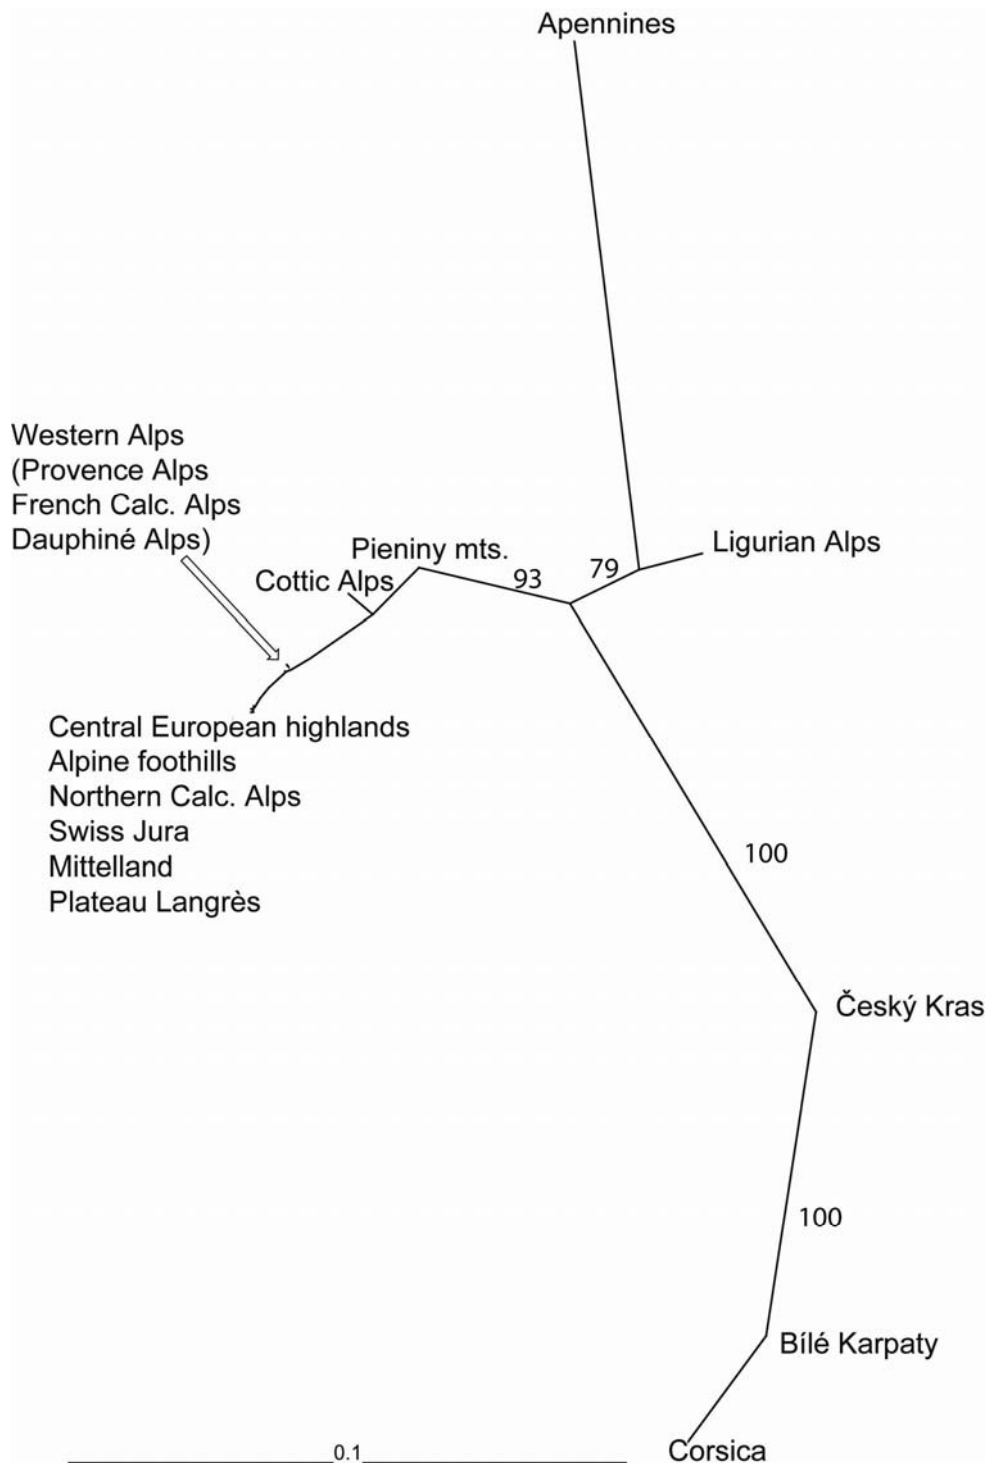 Apennines
Western Alps
(Provence Alps
French Calc. Alps
Dauphiné Alps)
Pieniny mts.
Cottic Alps
93
79
Ligurian Alps
Central European highlands
Alpine foothills
Northern Calc. Alps
Swiss Jura
Mittelland
Plateau Langrès
100
Český Kras
100
Bílé Karpaty
Corsica
0.1